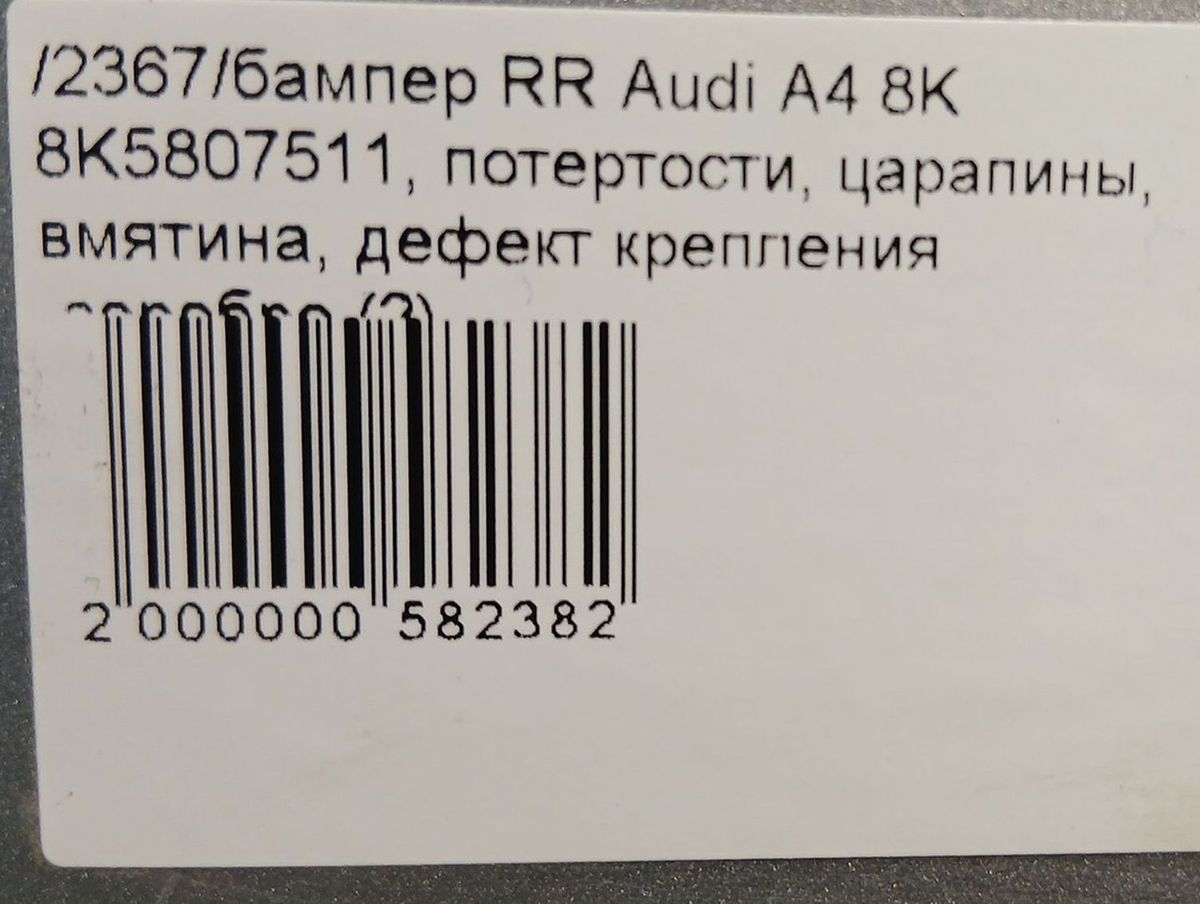 /2367/бампер RR Audi A4 8K
8K5807511, потертости, царапины,
вмятина, дефект крепления
2 000000 582382